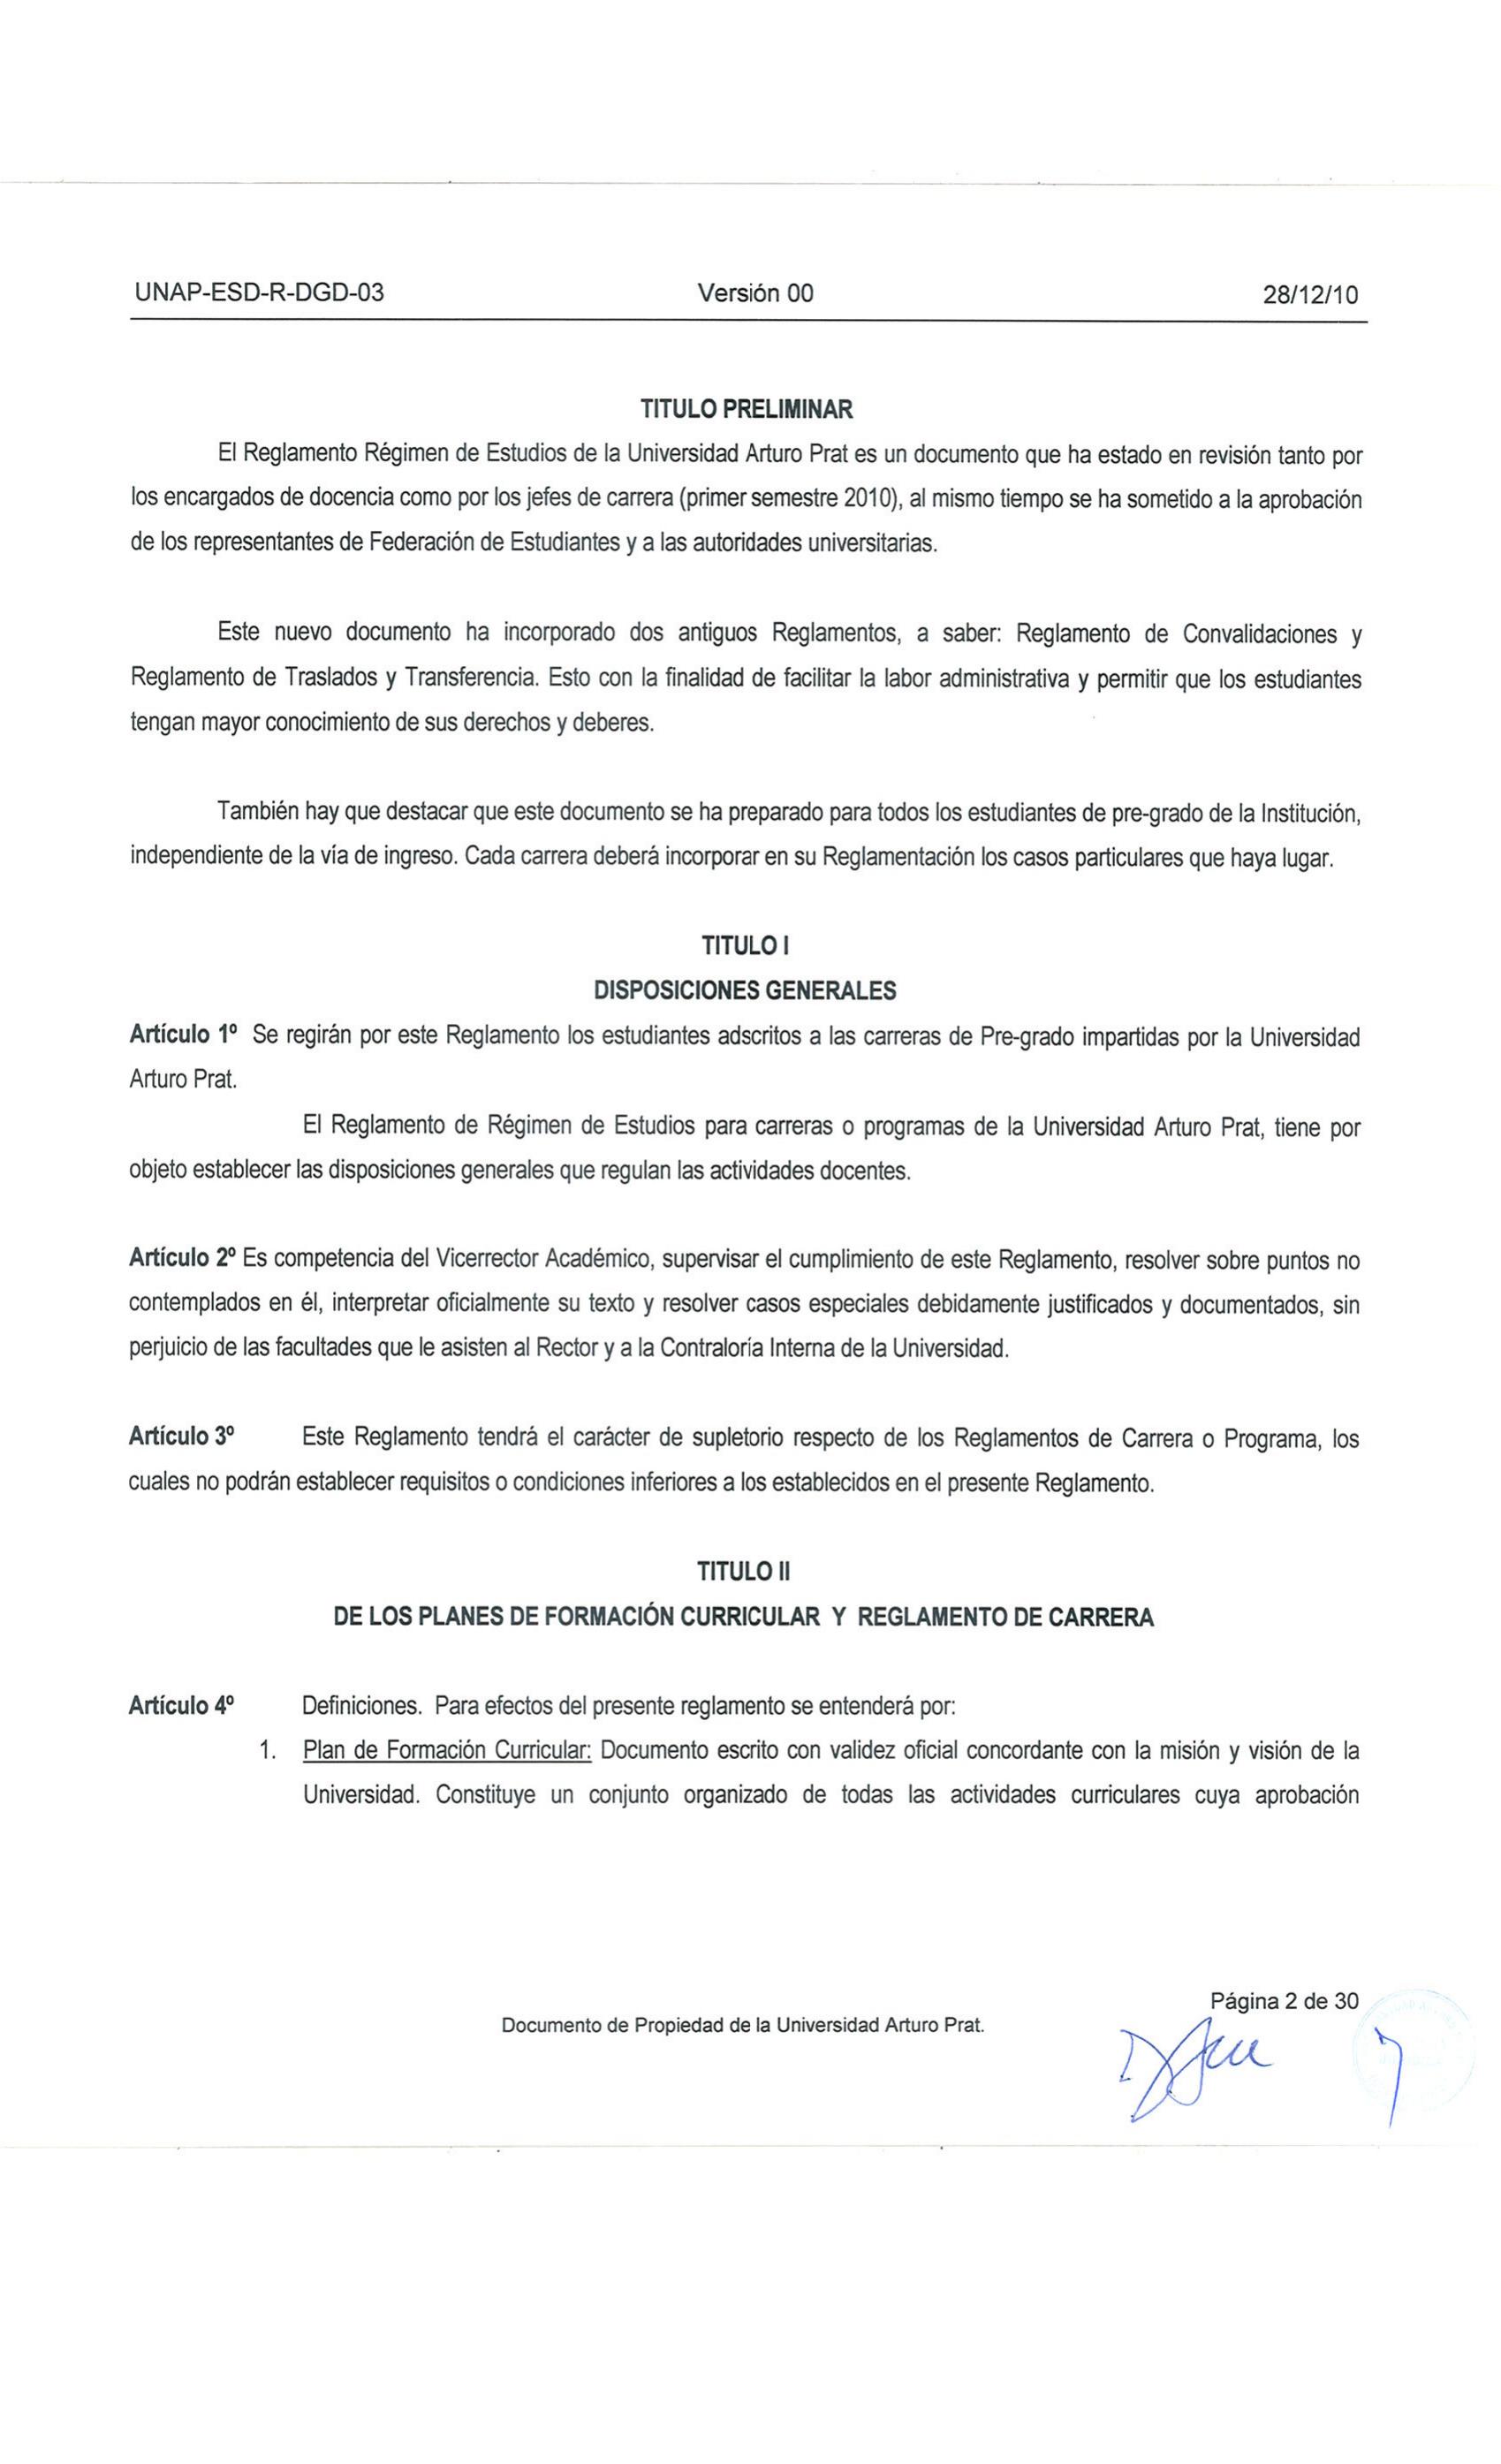 UNAP-ESD-R-DGD-03 Versión 00 28/12/10
TITULO PRELIMINAR
El Reglamento Régimen de Estudios de la Universidad Arturo Prat es un documento que ha estado en revisión tanto por
los encargados de docencia como por los jefes de carrera (primer semestre 2010), al mismo tiempo se ha sometido a la aprobación
de los representantes de Federación de Estudiantes y a las autoridades universitarias.
Este nuevo documento ha incorporado dos antiguos Reglamentos, a saber: Reglamento de Convalidaciones y
Reglamento de Traslados y Transferencia. Esto con la finalidad de facilitar la labor administrativa y permitir que los estudiantes
tengan mayor conocimiento de sus derechos y deberes.
También hay que destacar que este documento se ha preparado para todos los estudiantes de pre-grado de la Institución,
independiente de la vía de ingreso. Cada carrera deberá incorporar en su Reglamentación los casos particulares que haya lugar.
TITULO I
DISPOSICIONES GENERALES
Artículo 1º Se regirán por este Reglamento los estudiantes adscritos a las carreras de Pre-grado impartidas por la Universidad
Arturo Prat.
El Reglamento de Régimen de Estudios para carreras o programas de la Universidad Arturo Prat, tiene por
objeto establecer las disposiciones generales que regulan las actividades docentes.
Artículo 2º Es competencia del Vicerrector Académico, supervisar el cumplimiento de este Reglamento, resolver sobre puntos no
contemplados en él, interpretar oficialmente su texto y resolver casos especiales debidamente justificados y documentados, sin
perjuicio de las facultades que le asisten al Rector y a la Contraloría Interna de la Universidad.
Artículo 3º Este Reglamento tendrá el carácter de supletorio respecto de los Reglamentos de Carrera o Programa, los
cuales no podrán establecer requisitos o condiciones inferiores a los establecidos en el presente Reglamento.
TITULO II
DE LOS PLANES DE FORMACIÓN CURRICULAR Y REGLAMENTO DE CARRERA
Artículo 4º Definiciones. Para efectos del presente reglamento se entenderá por:
1. Plan de Formación Curricular: Documento escrito con validez oficial concordante con la misión y visión de la
Universidad. Constituye un conjunto organizado de todas las actividades curriculares cuya aprobación
Página 2 de 30
Documento de Propiedad de la Universidad Arturo Prat.